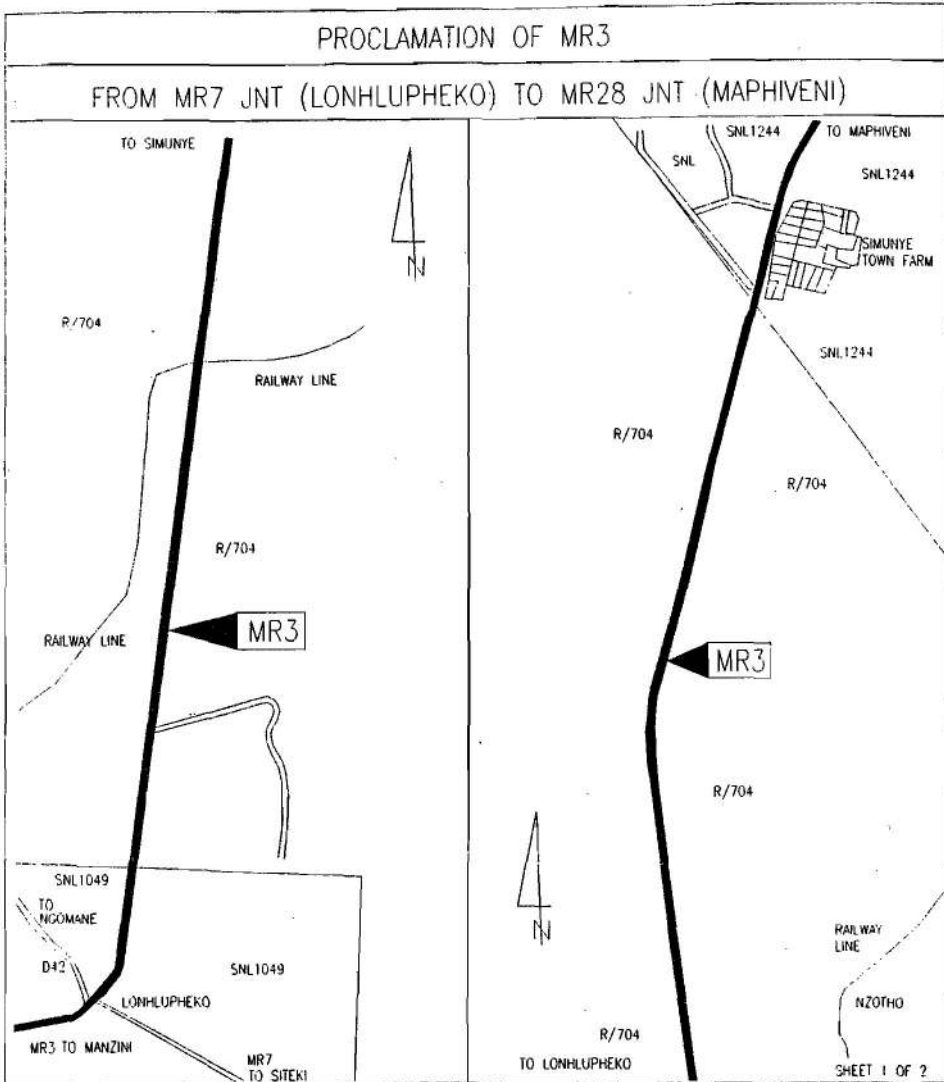 PROCLAMATION OF MR3
FROM MR7 JNT (LONHLUPHEKO) TO MR28 JNT (MAPHIVENI)
TO SIMUNYE
N
R/704
RAILWAY LINE
R/704
RAILWAY LINE
MR3
SNL1049
TO
NGOMANE
D42
SNL1049
LONHLUPHEKO
MR3 TO MANZINI
MR7
TO SITEKI
SNL1244
TO MAPHIVENI
SNL
SNL1244
SIMUNYE
TOWN FARM
SNL1244
R/704
R/704
MR3
R/704
N
RAILWAY
LINE
NZOTHO
R/704
TO LONHLUPHEKO
SHEET 1 OF 2